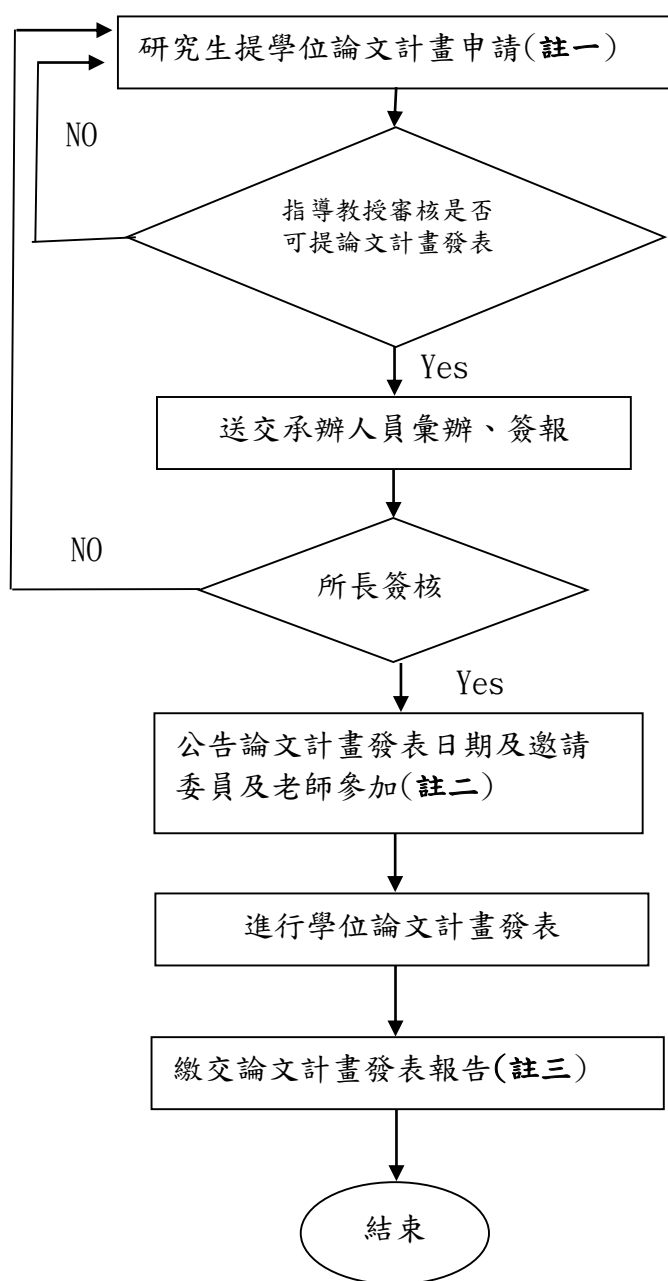 研究生提學位論文計畫申請(註一)
NO
指導教授審核是否
可提論文計畫發表
Yes
送交承辦人員彙辦、簽報
NO
所長簽核
Yes
公告論文計畫發表日期及邀請
委員及老師參加(註二)
進行學位論文計畫發表
繳交論文計畫發表報告(註三)
結束